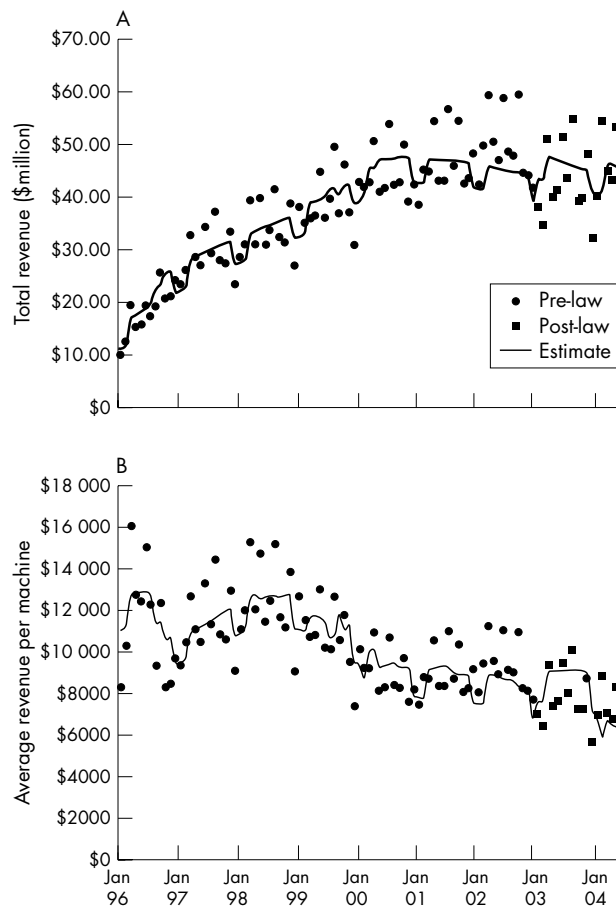 A
$70.00
$60.00
$50.00
$40.00
$30.00
$20.00
$10.00
$0
Total revenue ($million)
Pre-law
Post-law
Estimate
B
$18 000
$16 000
$14 000
$12 000
$10 000
$8000
$6000
$4000
$2000
$0
Average revenue per machine
Jan Jan Jan Jan Jan Jan Jan Jan Jan
96 97 98 99 00 01 02 03 04